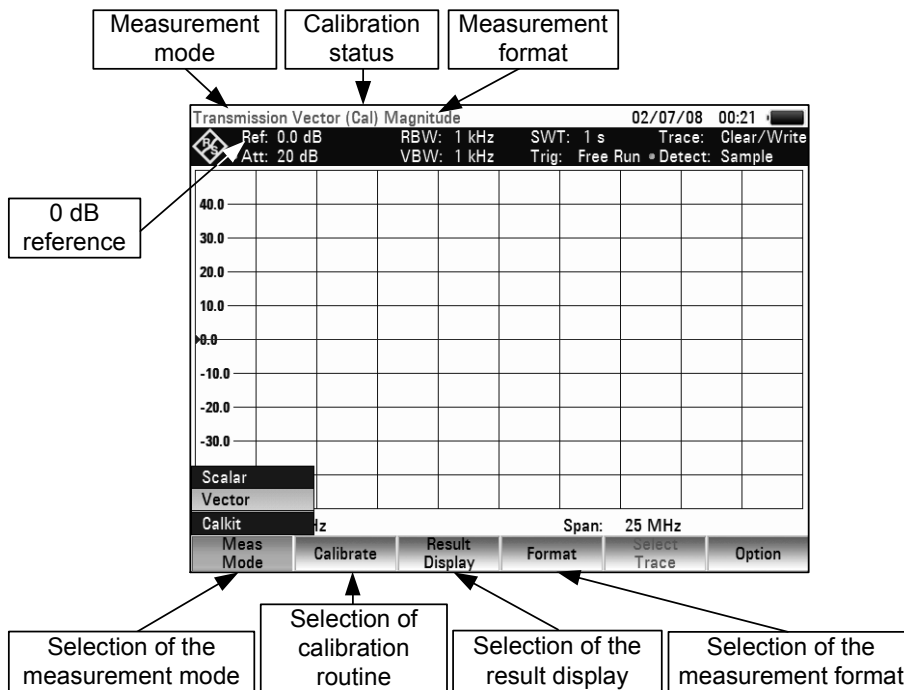 Measurement
mode
Calibration
status
Measurement
format
Transmission Vector (Cal) Magnitude 02/07/08 00:21
R&S Ref: 0.0 dB RBW: 1 kHz SWT: 1 s Trace: Clear/Write
Att: 20 dB VBW: 1 kHz Trig: Free Run Detect: Sample
0 dB
reference
40.0
30.0
20.0
10.0
0.0
-10.0
-20.0
-30.0
Scalar
Vector
Calkit
Hz Span: 25 MHz
Meas
Mode
Calibrate
Result
Display
Format
Select
Trace
Option
Selection of the
measurement mode
Selection of
calibration
routine
Selection of the
result display
Selection of the
measurement format